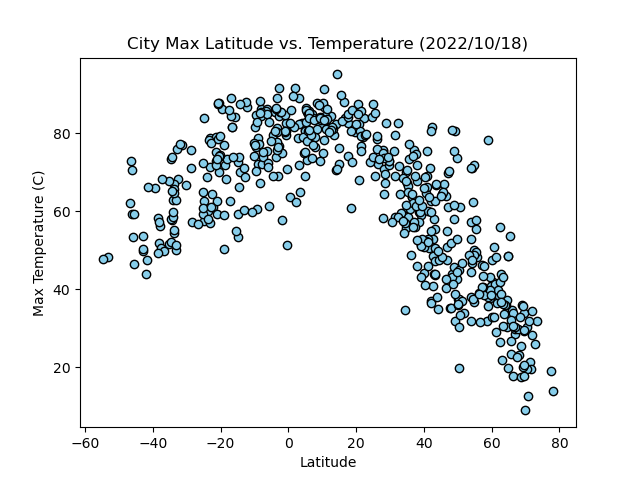 City Max Latitude vs. Temperature (2022/10/18)
Max Temperature (C)
80
60
40
20
−60 −40 −20 0 20 40 60 80
Latitude